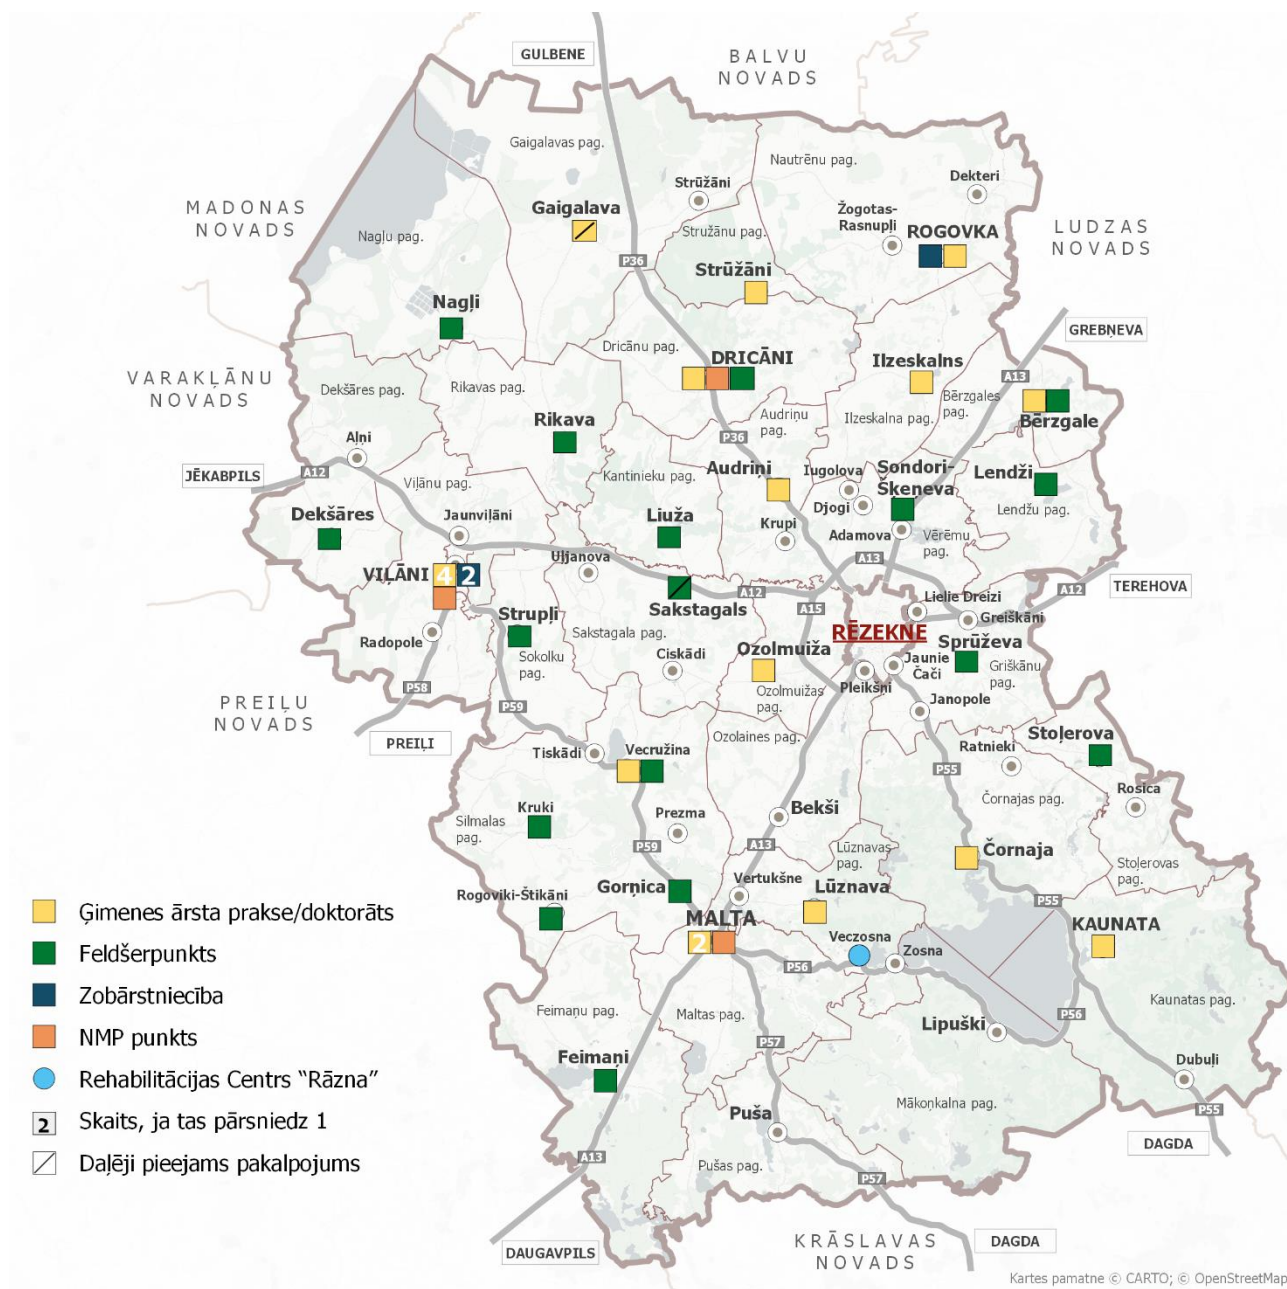 GULBENE
BALVU
NOVADS
Gaigalavas pag.
Nautrēnu pag.
Dekteri
Strūžāni
MADONAS
NOVADS
Gaigalava
Žogotas-
Rasnupļi
ROGOVKA
LUDZAS
NOVADS
Nagļu pag.
Stružānu pag.
P36
Strūžāni
Nagļi
GREBŅEVA
Dricānu pag.
DRICĀNI
Ilzeskalns
VARAKĻĀNU
NOVADS
Dekšāres pag.
Rikavas pag.
A13
Bērzgales
pag.
Audriņu
pag.
Ilzeskalna pag.
Bērzgale
Rikava
P36
Aļņi
JĒKABPILS
A12
Viļānu pag.
Kantinieku pag.
Audriņi
Iugolova
Sondori-
Škeņeva
Lendži
Djogi
Lendžu pag.
Dekšāres
Jaunviļāni
Liuža
Krupi
Adamova
Vērēmu
pag.
Uļjanova
A13
VIĻĀNI
4
2
Sakstagals
A12
A15
A12
TEREHOVA
Lielie Dreizi
Greiškāni
Strupļi
Radopole
Sakstagala pag.
RĒZEKNE
Sokolku
pag.
Ciskādi
Ozolmuiža
Sprūževa
Jaunie
Čači
Griškānu
pag.
Pleikšņi
P58
Ozolmuižas
pag.
PREIĻU
NOVADS
P59
Janopole
PREIĻI
Ozolaines pag.
Stoļerova
Tiskādi
Vecružina
Ratnieki
P55
Čornajas pag.
Rosica
Kruki
Prezma
Bekši
Silmalas
pag.
P59
A13
Lūznavas
pag.
Čornaja
Stoļerovas
pag.
Gorņica
Vertukšne
Lūznava
Rogoviki-Štikāni
P55
Ģimenes ārsta prakse/doktorāts
MALTA
2
KAUNATA
Veczosna
Zosna
Feldšerpunkts
P56
Zobārstniecība
Kaunatas pag.
Feimaņu pag.
Maltas pag.
P56
NMP punkts
Lipuški
P57
Feimaņi
Dubuļi
Rehabilitācijas Centrs “Rāzna”
Mākoņkalna pag.
P55
2
Skaits, ja tas pārsniedz 1
Puša
DAGDA
Daļēji pieejams pakalpojums
A13
Pušas pag.
P57
DAUGAVPILS
KRĀSLAVAS
NOVADS
DAGDA
Kartes pamatne © CARTO; © OpenStreetMap